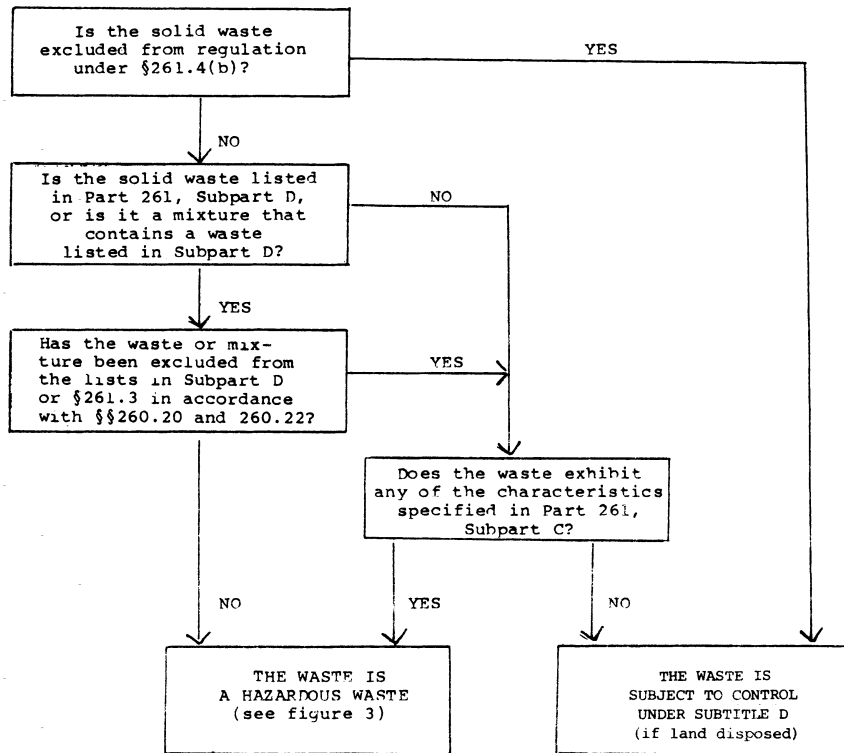 Is the solid waste
excluded from regulation
under §261.4(b)?
YES
NO
Is the solid waste listed
in Part 261, Subpart D,
or is it a mixture that
contains a waste
listed in Subpart D?
NO
YES
Has the waste or mix-
ture been excluded from
the lists in Subpart D
or §261.3 in accordance
with §§260.20 and 260.22?
YES
Does the waste exhibit
any of the characteristics
specified in Part 261,
Subpart C?
NO
YES
NO
THE WASTE IS
A HAZARDOUS WASTE
(see figure 3)
THE WASTE IS
SUBJECT TO CONTROL
UNDER SUBTITLE D
(if land disposed)